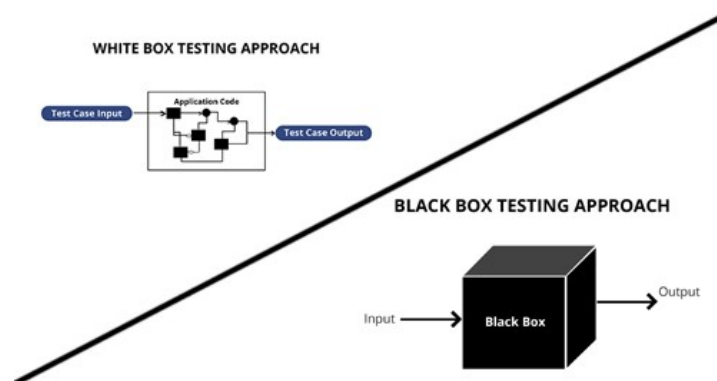 WHITE BOX TESTING APPROACH
Application Code
Test Case Input
Test Case Output
BLACK BOX TESTING APPROACH
Input
Black Box
Output